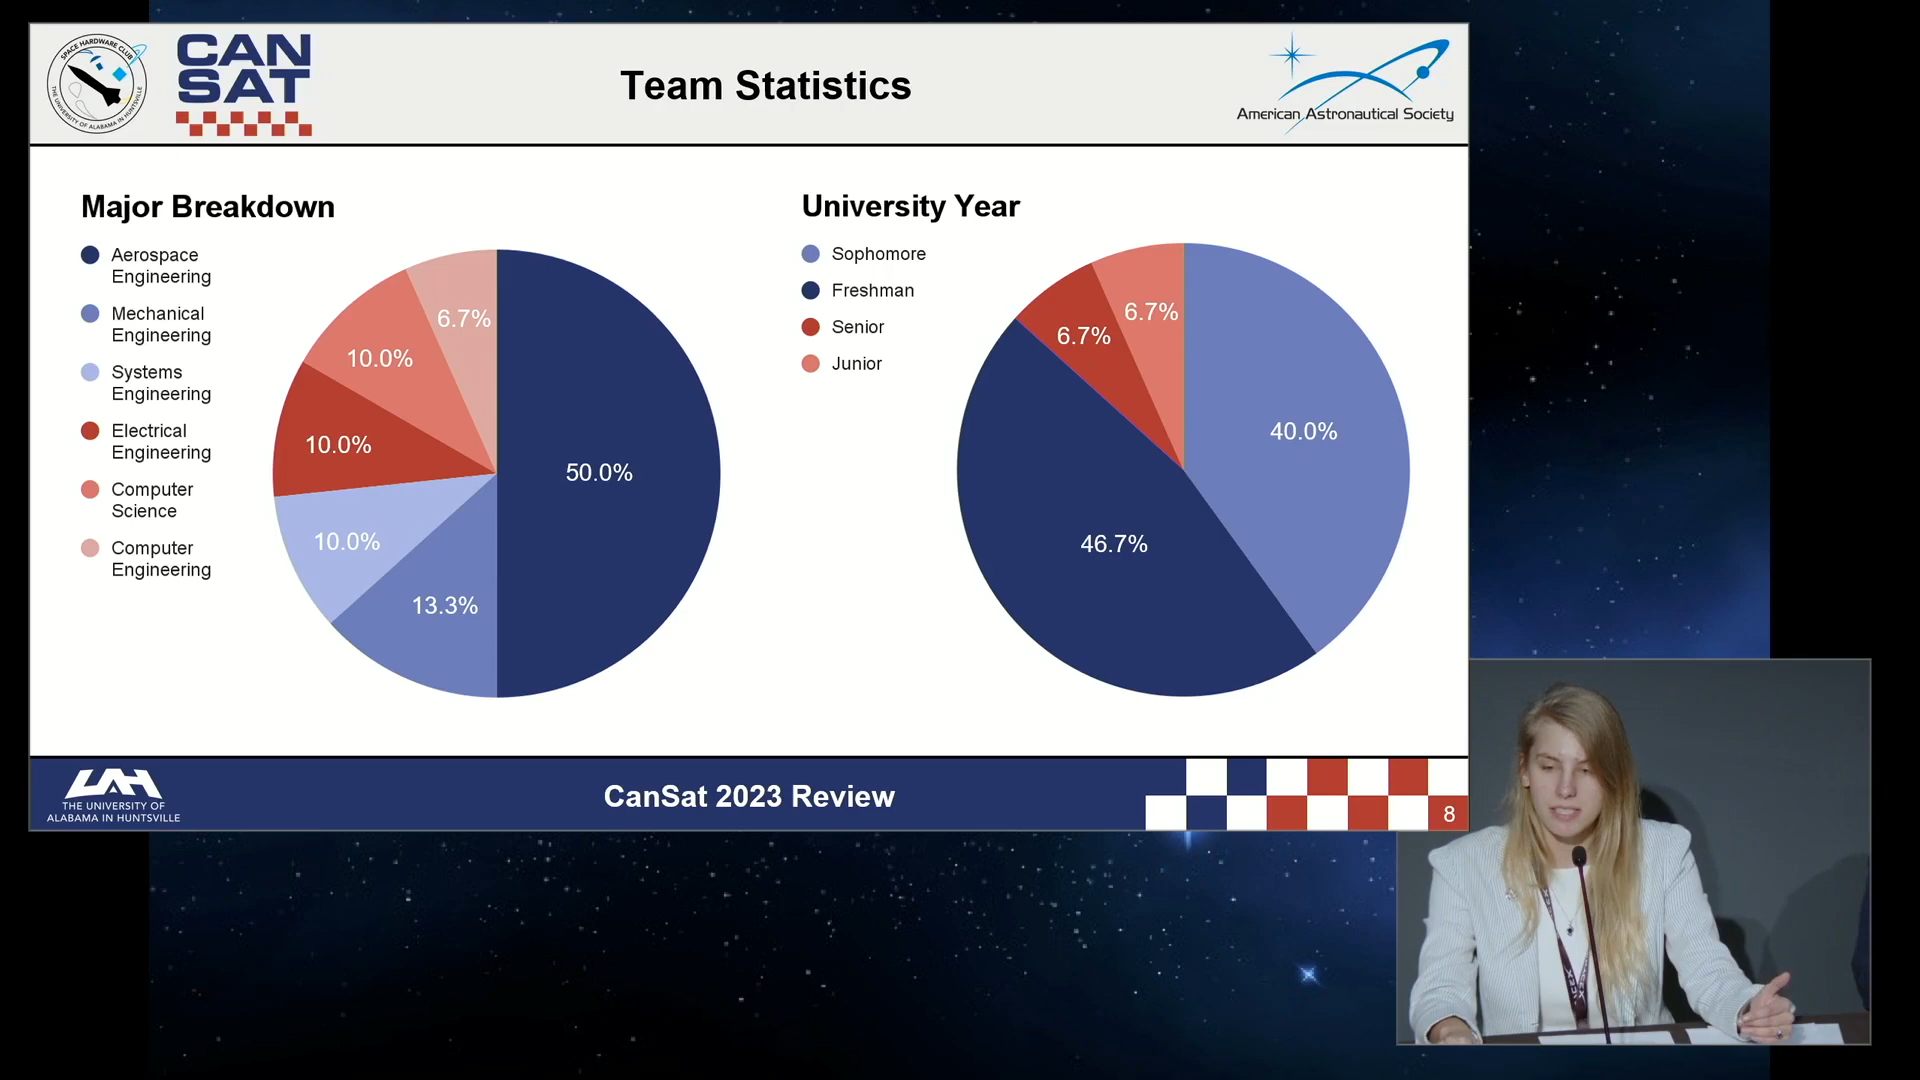 SPACE HARDWARE CLUB
THE UNIVERSITY OF ALABAMA IN HUNTSVILLE
CAN
SAT
Team Statistics
American Astronautical Society
Major Breakdown
Aerospace
Engineering
Mechanical
Engineering
Systems
Engineering
Electrical
Engineering
Computer
Science
Computer
Engineering
6.7%
10.0%
10.0%
10.0%
13.3%
50.0%
University Year
Sophomore
Freshman
Senior
Junior
6.7%
6.7%
40.0%
46.7%
UAH
THE UNIVERSITY OF
ALABAMA IN HUNTSVILLE
CanSat 2023 Review
8